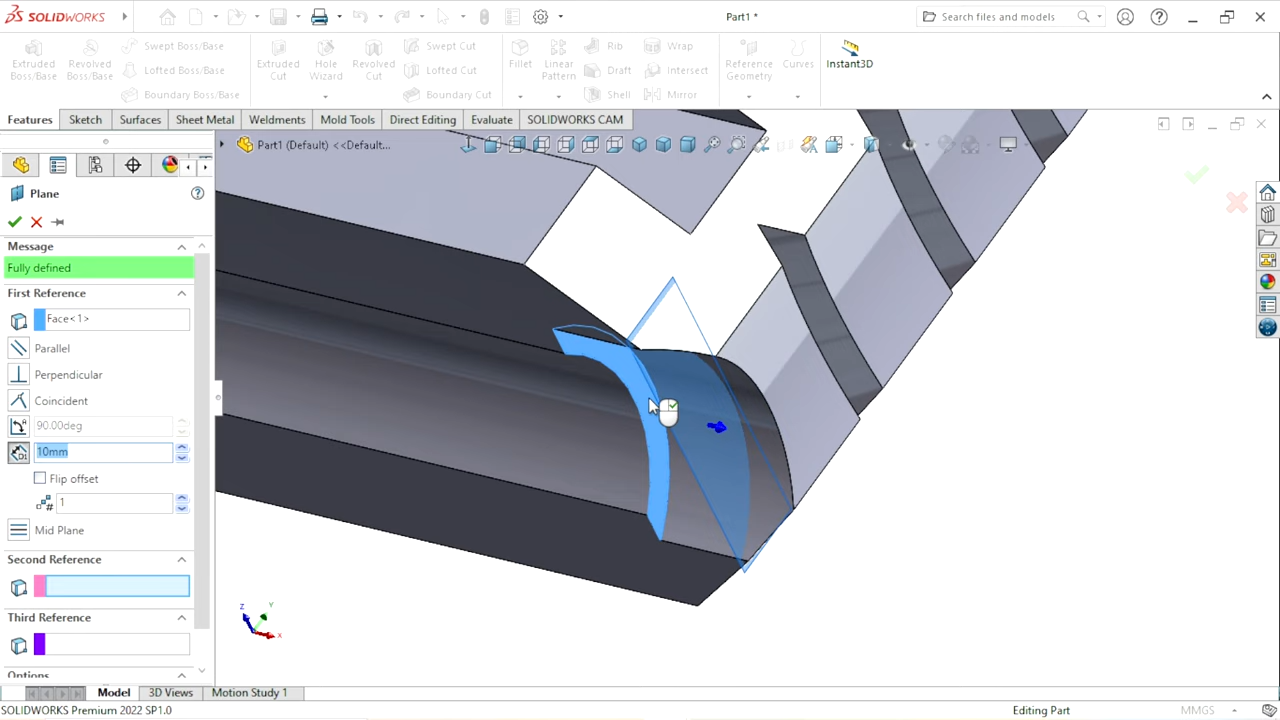 SOLIDWORKS
Part1 *
Search files and models
Extruded Boss/Base
Revolved Boss/Base
Swept Boss/Base
Lofted Boss/Base
Boundary Boss/Base
Extruded Cut
Hole Wizard
Revolved Cut
Swept Cut
Lofted Cut
Boundary Cut
Fillet
Linear Pattern
Rib
Draft
Shell
Wrap
Intersect
Mirror
Reference Geometry
Curves
Instant3D
Features
Sketch
Surfaces
Sheet Metal
Weldments
Mold Tools
Direct Editing
Evaluate
SOLIDWORKS CAM
Part1 (Default) <<Default...
Plane
Message
Fully defined
First Reference
Face<1>
Parallel
Perpendicular
Coincident
90.00deg
10mm
Flip offset
1
Mid Plane
Second Reference
Third Reference
Options
Z
Y
X
Model
3D Views
Motion Study 1
SOLIDWORKS Premium 2022 SP1.0
Editing Part
MMGS